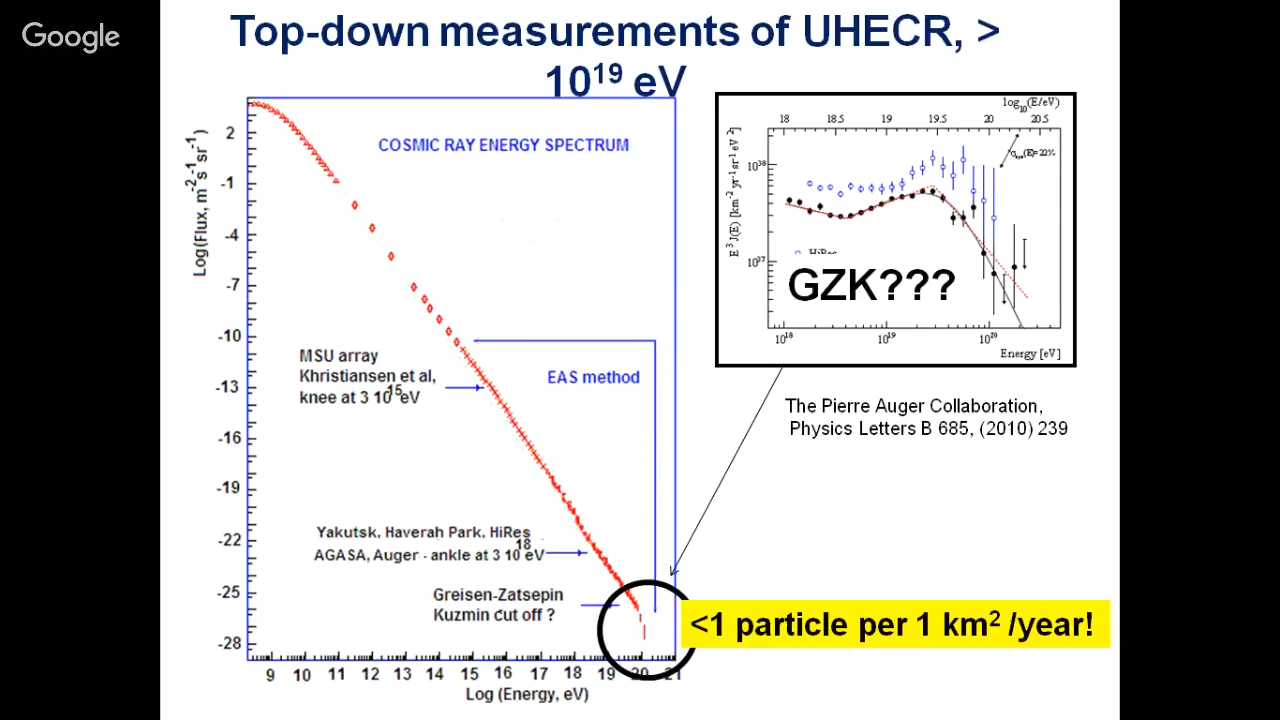 Google
Top-down measurements of UHECR, >
10¹⁹ eV
COSMIC RAY ENERGY SPECTRUM
Log(Flux, m⁻²s⁻¹sr⁻¹)
2
-1
-4
-7
-10
-13
-16
-19
-22
-25
-28
MSU array
Khristiansen et al,
knee at 3 10¹⁵eV
EAS method
Yakutsk, Haverah Park, HiRes
AGASA, Auger - ankle at 3 10¹⁸eV
Greisen-Zatsepin
Kuzmin cut off ?
9 10 11 12 13 14 15 16 17 18 19 20 21
Log (Energy, eV)
log₁₀(E/eV)
18 18.5 19 19.5 20 20.5
E³ J(E) [km⁻² yr⁻¹ sr⁻¹ eV²]
10³⁸
10³⁷
(E)=22%
HiRes
GZK???
10¹⁸ 10¹⁹ 10²⁰
Energy [eV]
The Pierre Auger Collaboration,
Physics Letters B 685, (2010) 239
<1 particle per 1 km² /year!